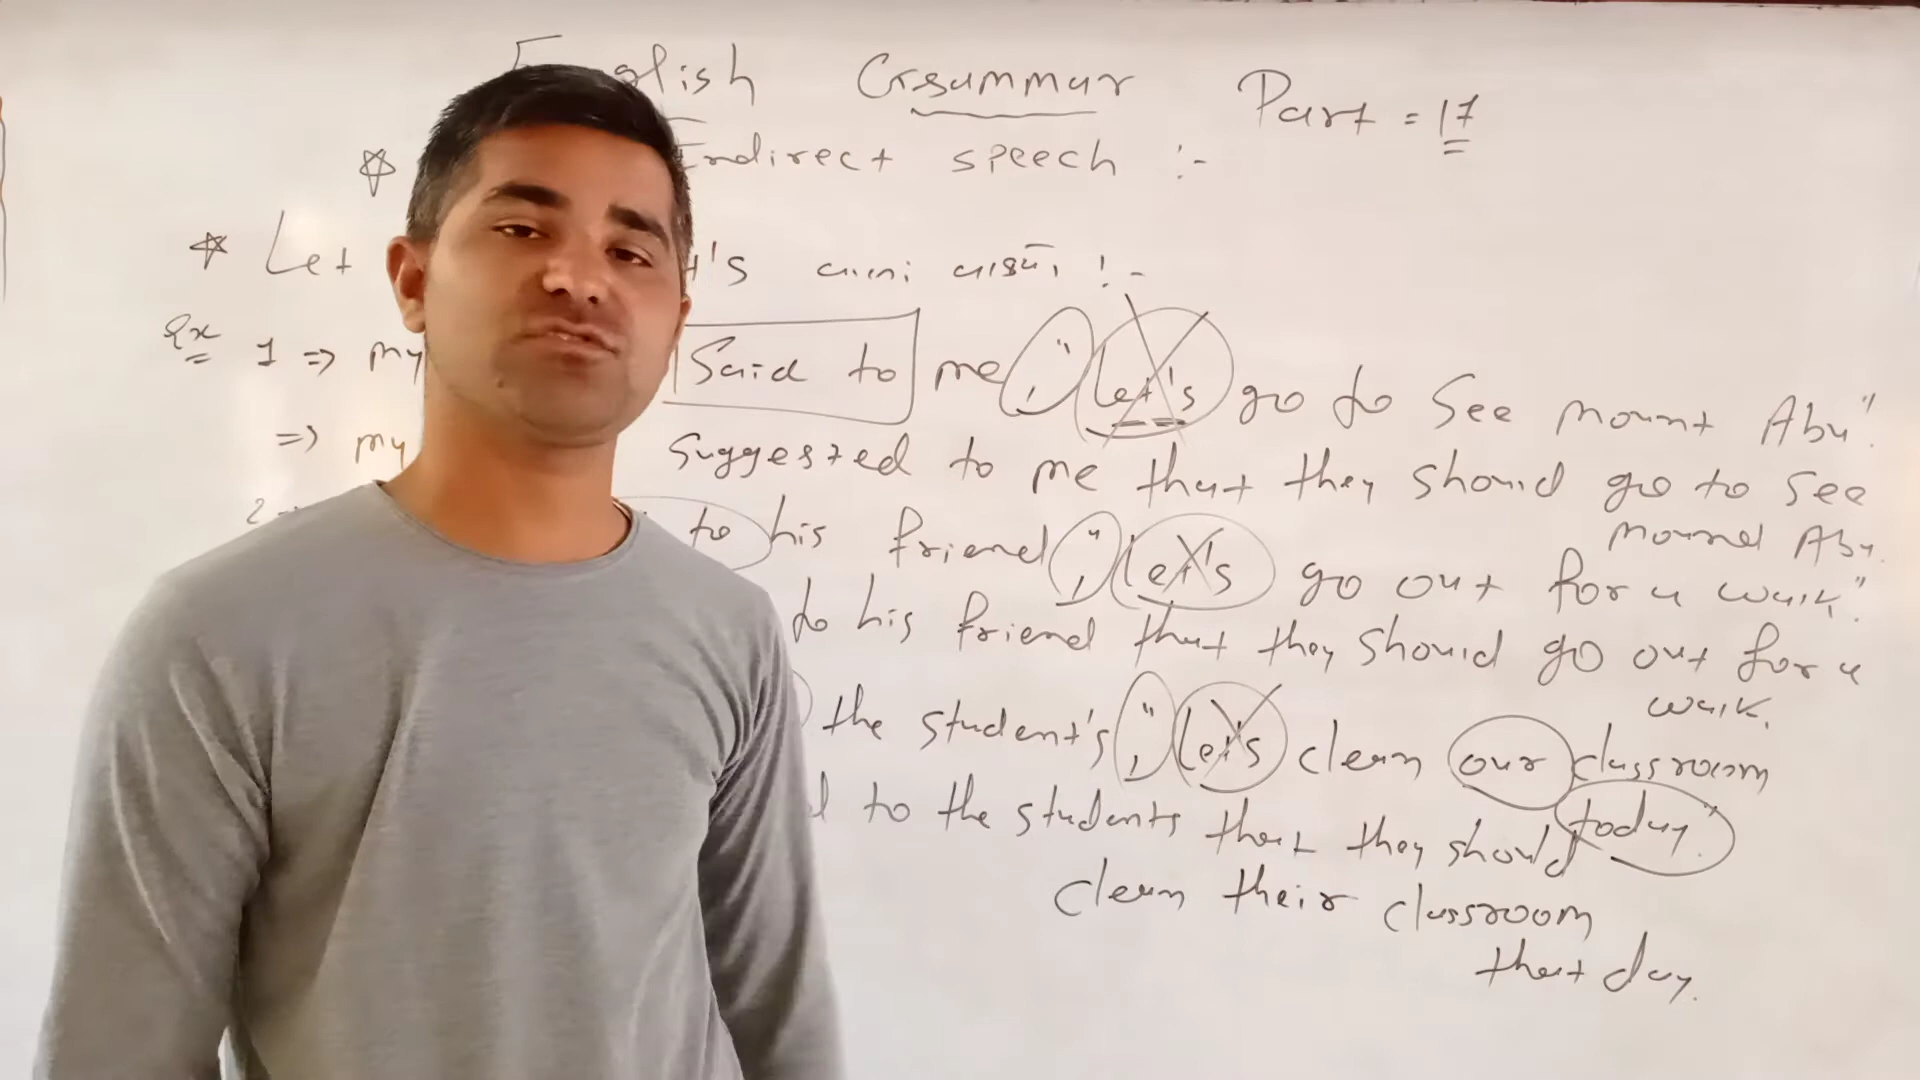 English Grammar Part = 17
Indirect speech :-
Let 's
Ex 1 => my Said to me, "Let's go to see mount Abu".
=> my suggested to me that they should go to see
mound Abu.
2 to his friend, "Let's go out for a walk".
to his friend that they should go out for a
walk.
the student's, "Let's clean our classroom
today".
to the students that they should
clean their classroom
that day.